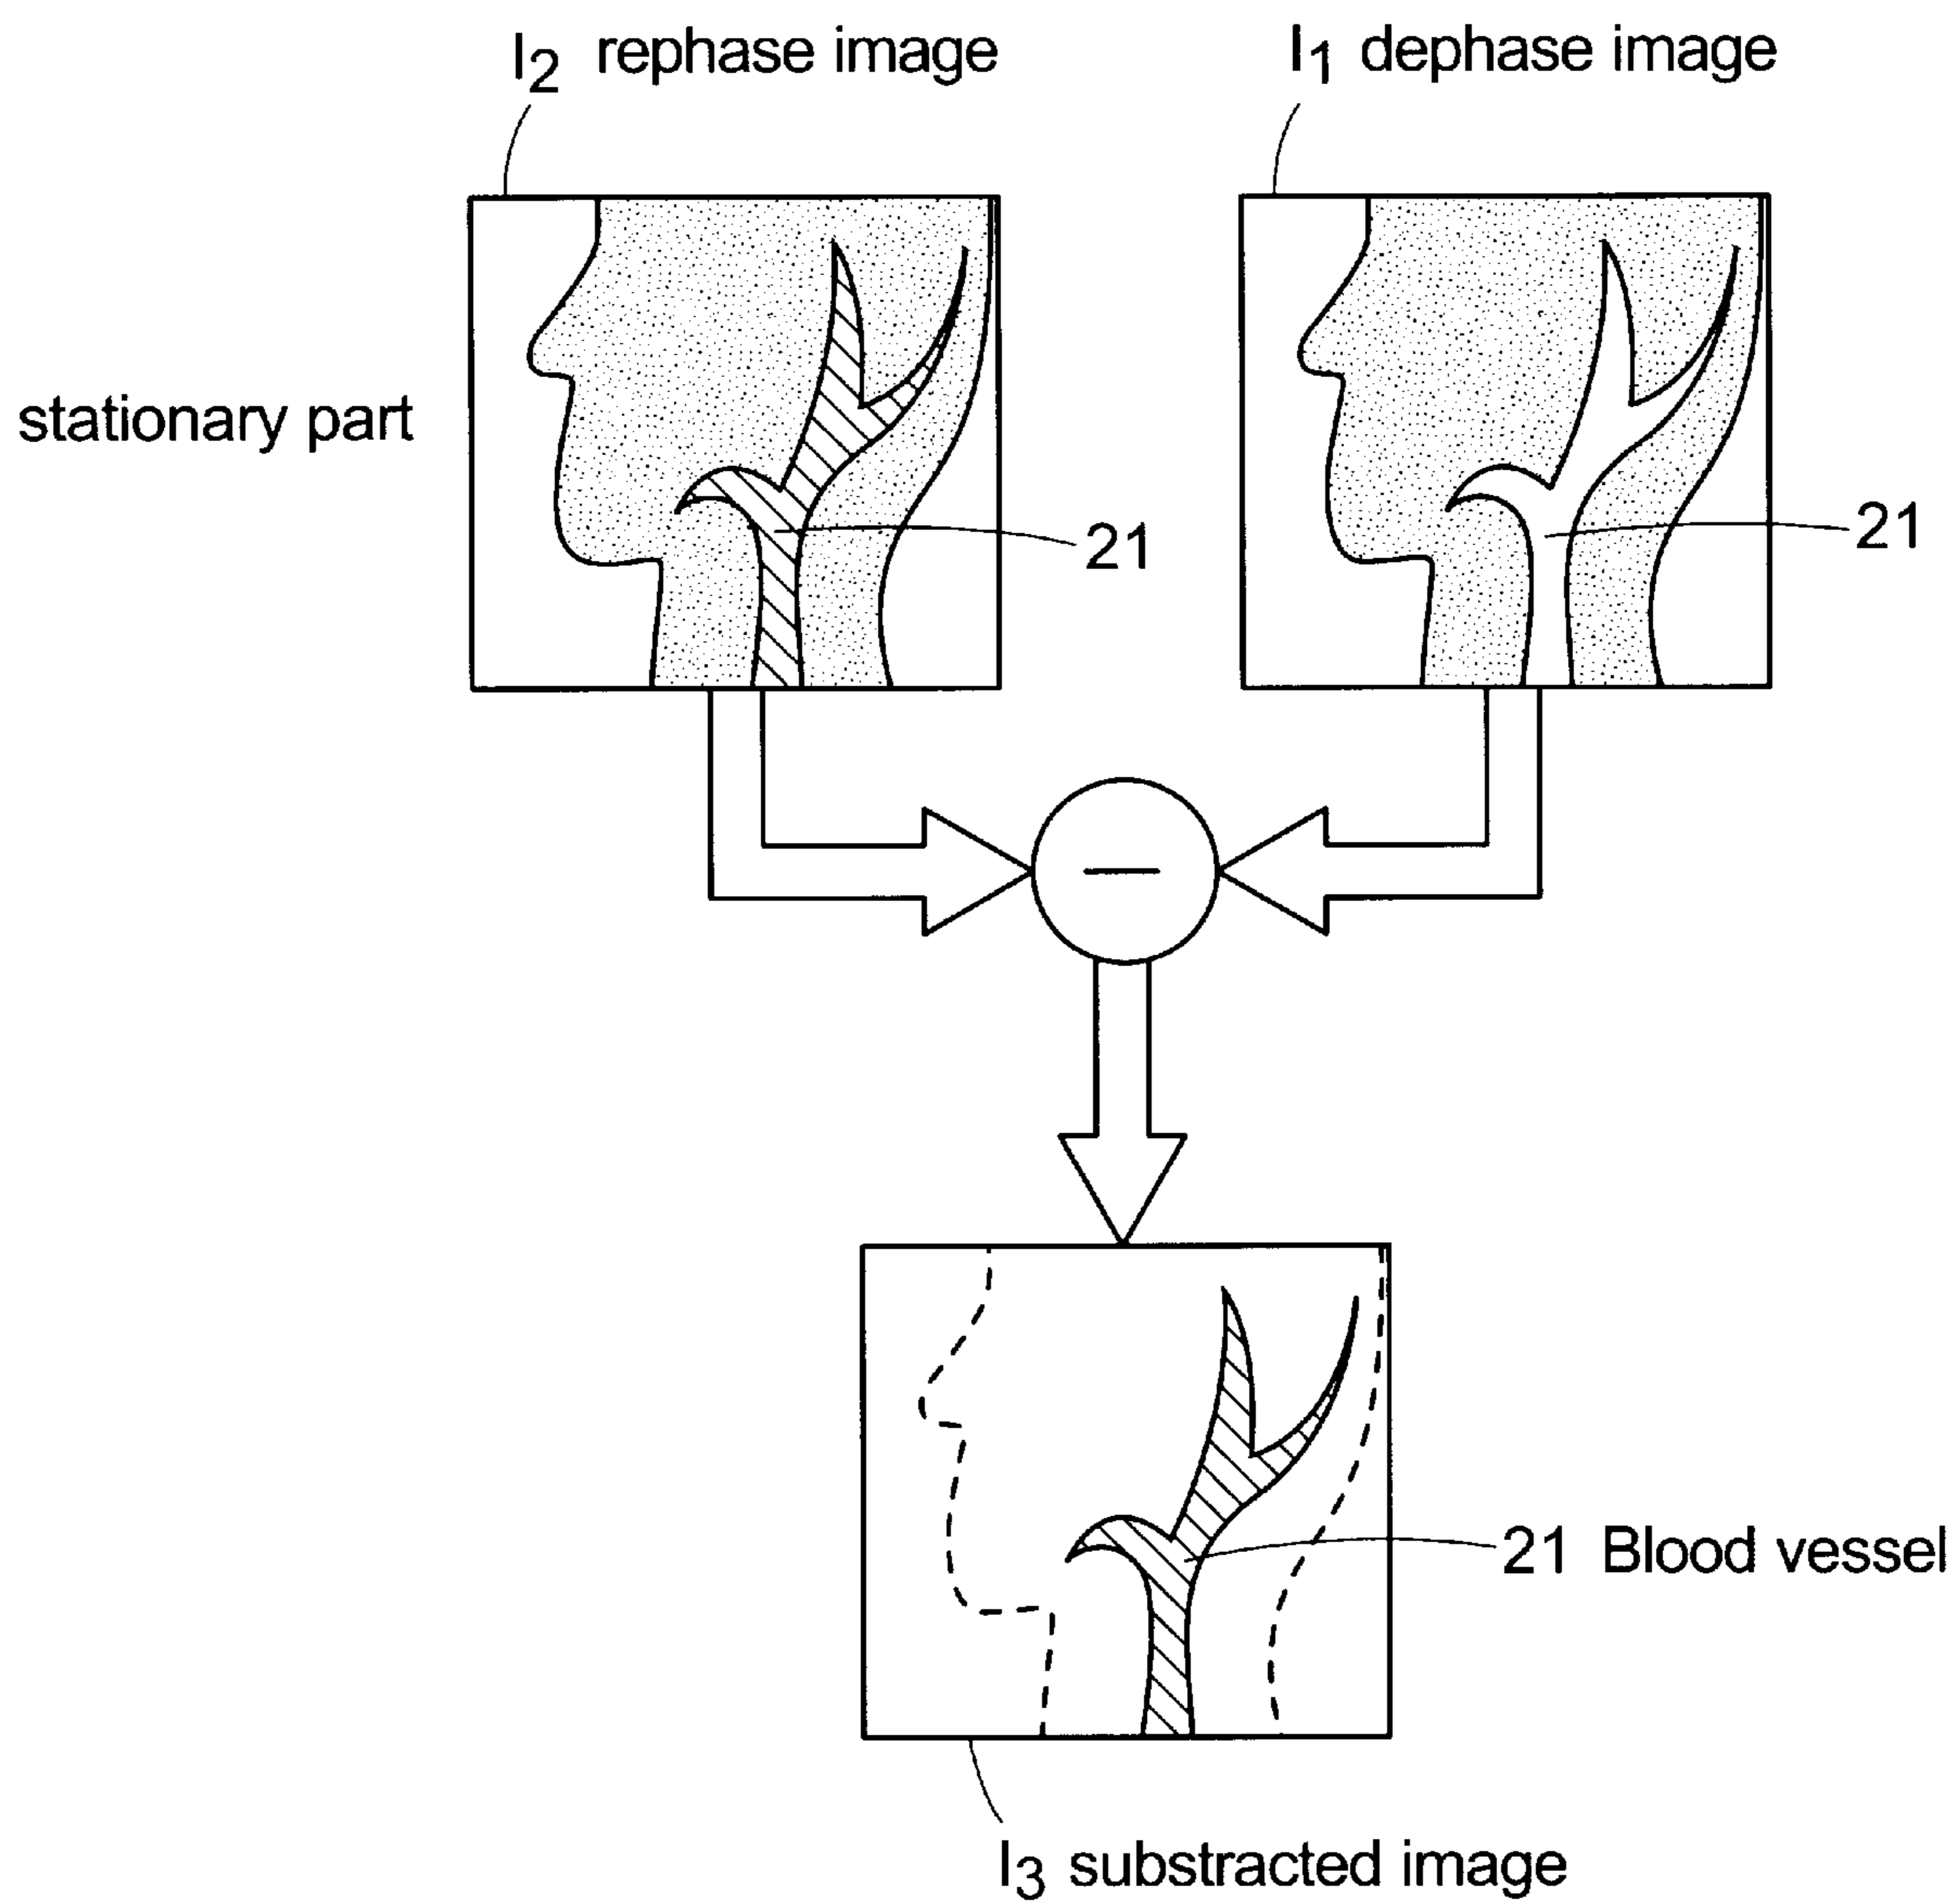 I2 rephase image
I1 dephase image
stationary part
21
21
—
21 Blood vessel
I3 substracted image